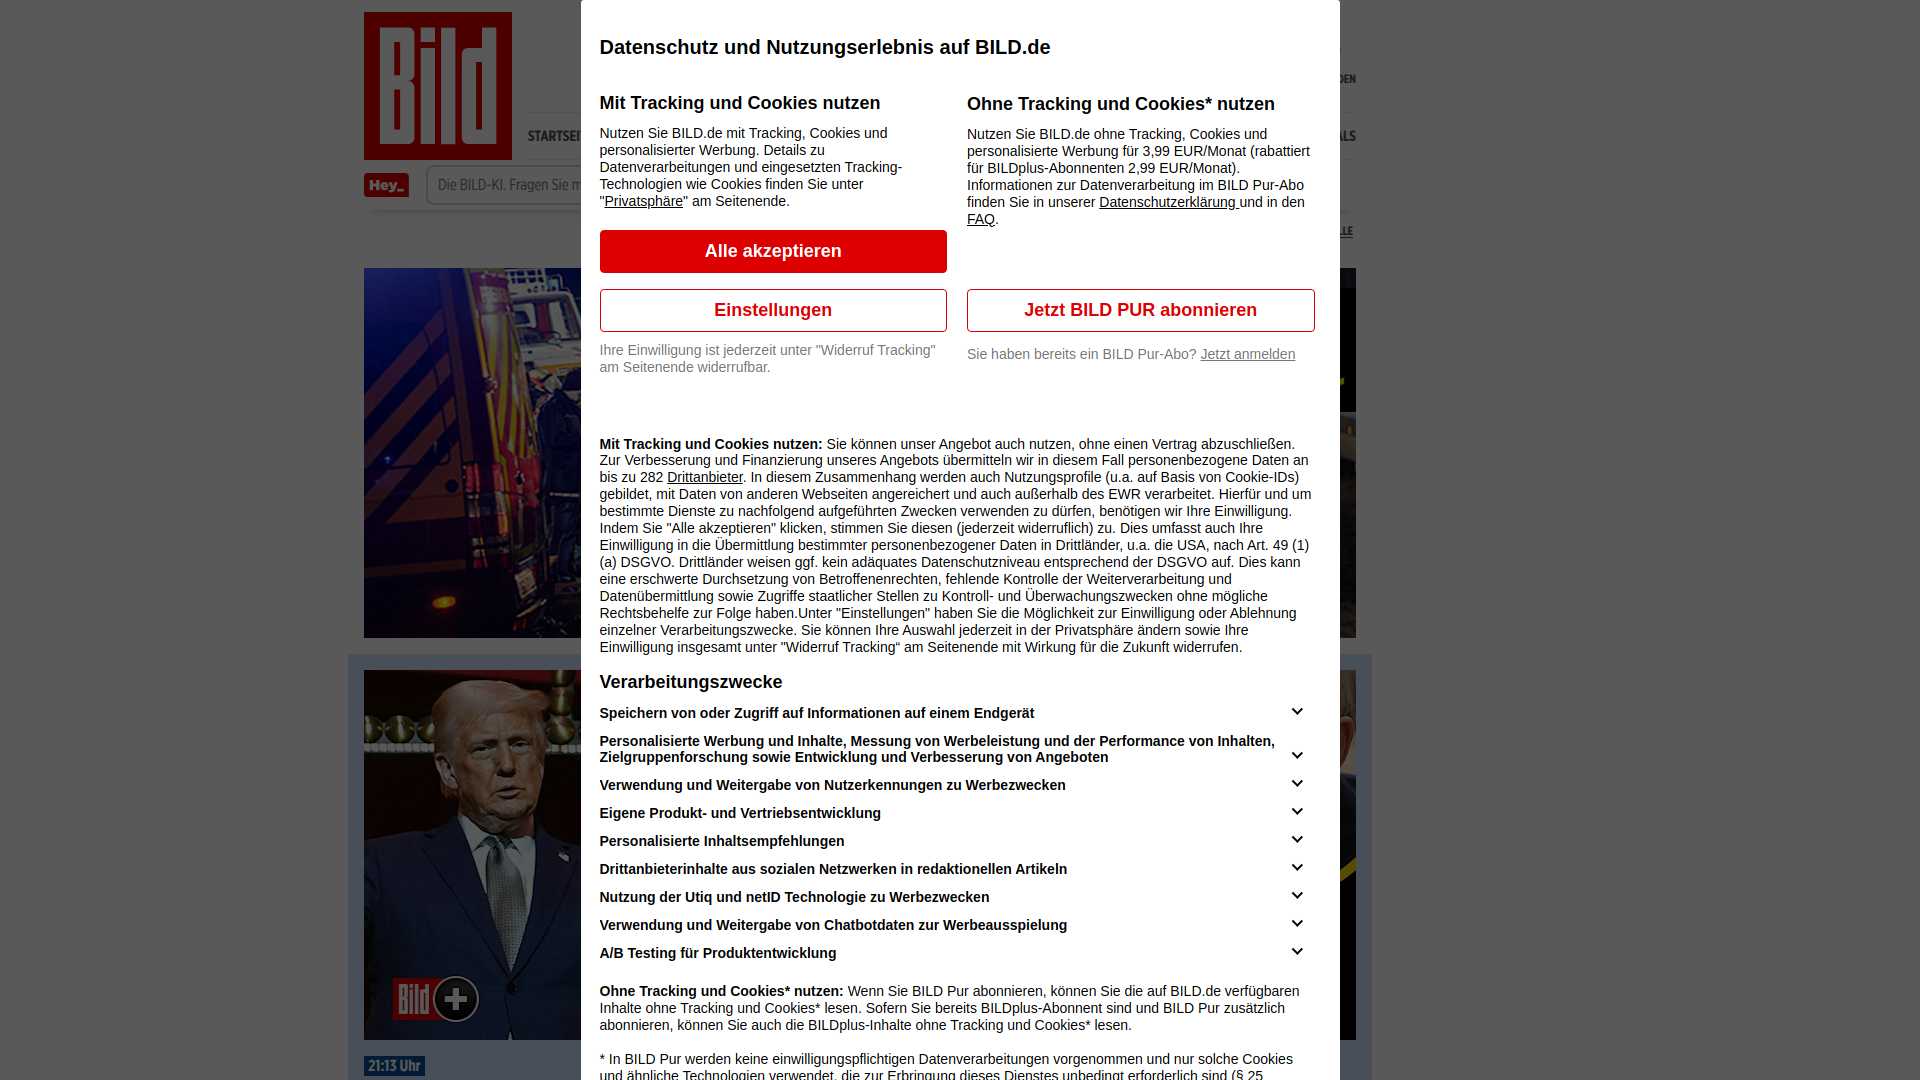 Bild
STARTSEI
Hey_
Die BILD-KI. Fragen Sie m
DEN
ALS
LLE
Datenschutz und Nutzungserlebnis auf BILD.de
Mit Tracking und Cookies nutzen
Nutzen Sie BILD.de mit Tracking, Cookies und
personalisierter Werbung. Details zu
Datenverarbeitungen und eingesetzten Tracking-
Technologien wie Cookies finden Sie unter
"Privatsphäre" am Seitenende.
Alle akzeptieren
Einstellungen
Ihre Einwilligung ist jederzeit unter "Widerruf Tracking"
am Seitenende widerrufbar.
Ohne Tracking und Cookies* nutzen
Nutzen Sie BILD.de ohne Tracking, Cookies und
personalisierte Werbung für 3,99 EUR/Monat (rabattiert
für BILDplus-Abonnenten 2,99 EUR/Monat).
Informationen zur Datenverarbeitung im BILD Pur-Abo
finden Sie in unserer Datenschutzerklärung und in den
FAQ.
Jetzt BILD PUR abonnieren
Sie haben bereits ein BILD Pur-Abo? Jetzt anmelden
Mit Tracking und Cookies nutzen: Sie können unser Angebot auch nutzen, ohne einen Vertrag abzuschließen.
Zur Verbesserung und Finanzierung unseres Angebots übermitteln wir in diesem Fall personenbezogene Daten an
bis zu 282 Drittanbieter. In diesem Zusammenhang werden auch Nutzungsprofile (u.a. auf Basis von Cookie-IDs)
gebildet, mit Daten von anderen Webseiten angereichert und auch außerhalb des EWR verarbeitet. Hierfür und um
bestimmte Dienste zu nachfolgend aufgeführten Zwecken verwenden zu dürfen, benötigen wir Ihre Einwilligung.
Indem Sie "Alle akzeptieren" klicken, stimmen Sie diesen (jederzeit widerruflich) zu. Dies umfasst auch Ihre
Einwilligung in die Übermittlung bestimmter personenbezogener Daten in Drittländer, u.a. die USA, nach Art. 49 (1)
(a) DSGVO. Drittländer weisen ggf. kein adäquates Datenschutzniveau entsprechend der DSGVO auf. Dies kann
eine erschwerte Durchsetzung von Betroffenenrechten, fehlende Kontrolle der Weiterverarbeitung und
Datenübermittlung sowie Zugriffe staatlicher Stellen zu Kontroll- und Überwachungszwecken ohne mögliche
Rechtsbehelfe zur Folge haben.Unter "Einstellungen" haben Sie die Möglichkeit zur Einwilligung oder Ablehnung
einzelner Verarbeitungszwecke. Sie können Ihre Auswahl jederzeit in der Privatsphäre ändern sowie Ihre
Einwilligung insgesamt unter "Widerruf Tracking“ am Seitenende mit Wirkung für die Zukunft widerrufen.
Verarbeitungszwecke
Speichern von oder Zugriff auf Informationen auf einem Endgerät
Personalisierte Werbung und Inhalte, Messung von Werbeleistung und der Performance von Inhalten,
Zielgruppenforschung sowie Entwicklung und Verbesserung von Angeboten
Verwendung und Weitergabe von Nutzerkennungen zu Werbezwecken
Eigene Produkt- und Vertriebsentwicklung
Personalisierte Inhaltsempfehlungen
Drittanbieterinhalte aus sozialen Netzwerken in redaktionellen Artikeln
Nutzung der Utiq und netID Technologie zu Werbezwecken
Verwendung und Weitergabe von Chatbotdaten zur Werbeausspielung
A/B Testing für Produktentwicklung
Ohne Tracking und Cookies* nutzen: Wenn Sie BILD Pur abonnieren, können Sie die auf BILD.de verfügbaren
Inhalte ohne Tracking und Cookies* lesen. Sofern Sie bereits BILDplus-Abonnent sind und BILD Pur zusätzlich
abonnieren, können Sie auch die BILDplus-Inhalte ohne Tracking und Cookies* lesen.
* In BILD Pur werden keine einwilligungspflichtigen Datenverarbeitungen vorgenommen und nur solche Cookies
und ähnliche Technologien verwendet, die zur Erbringung dieses Dienstes unbedingt erforderlich sind (§ 25
Bild +
21:13 Uhr